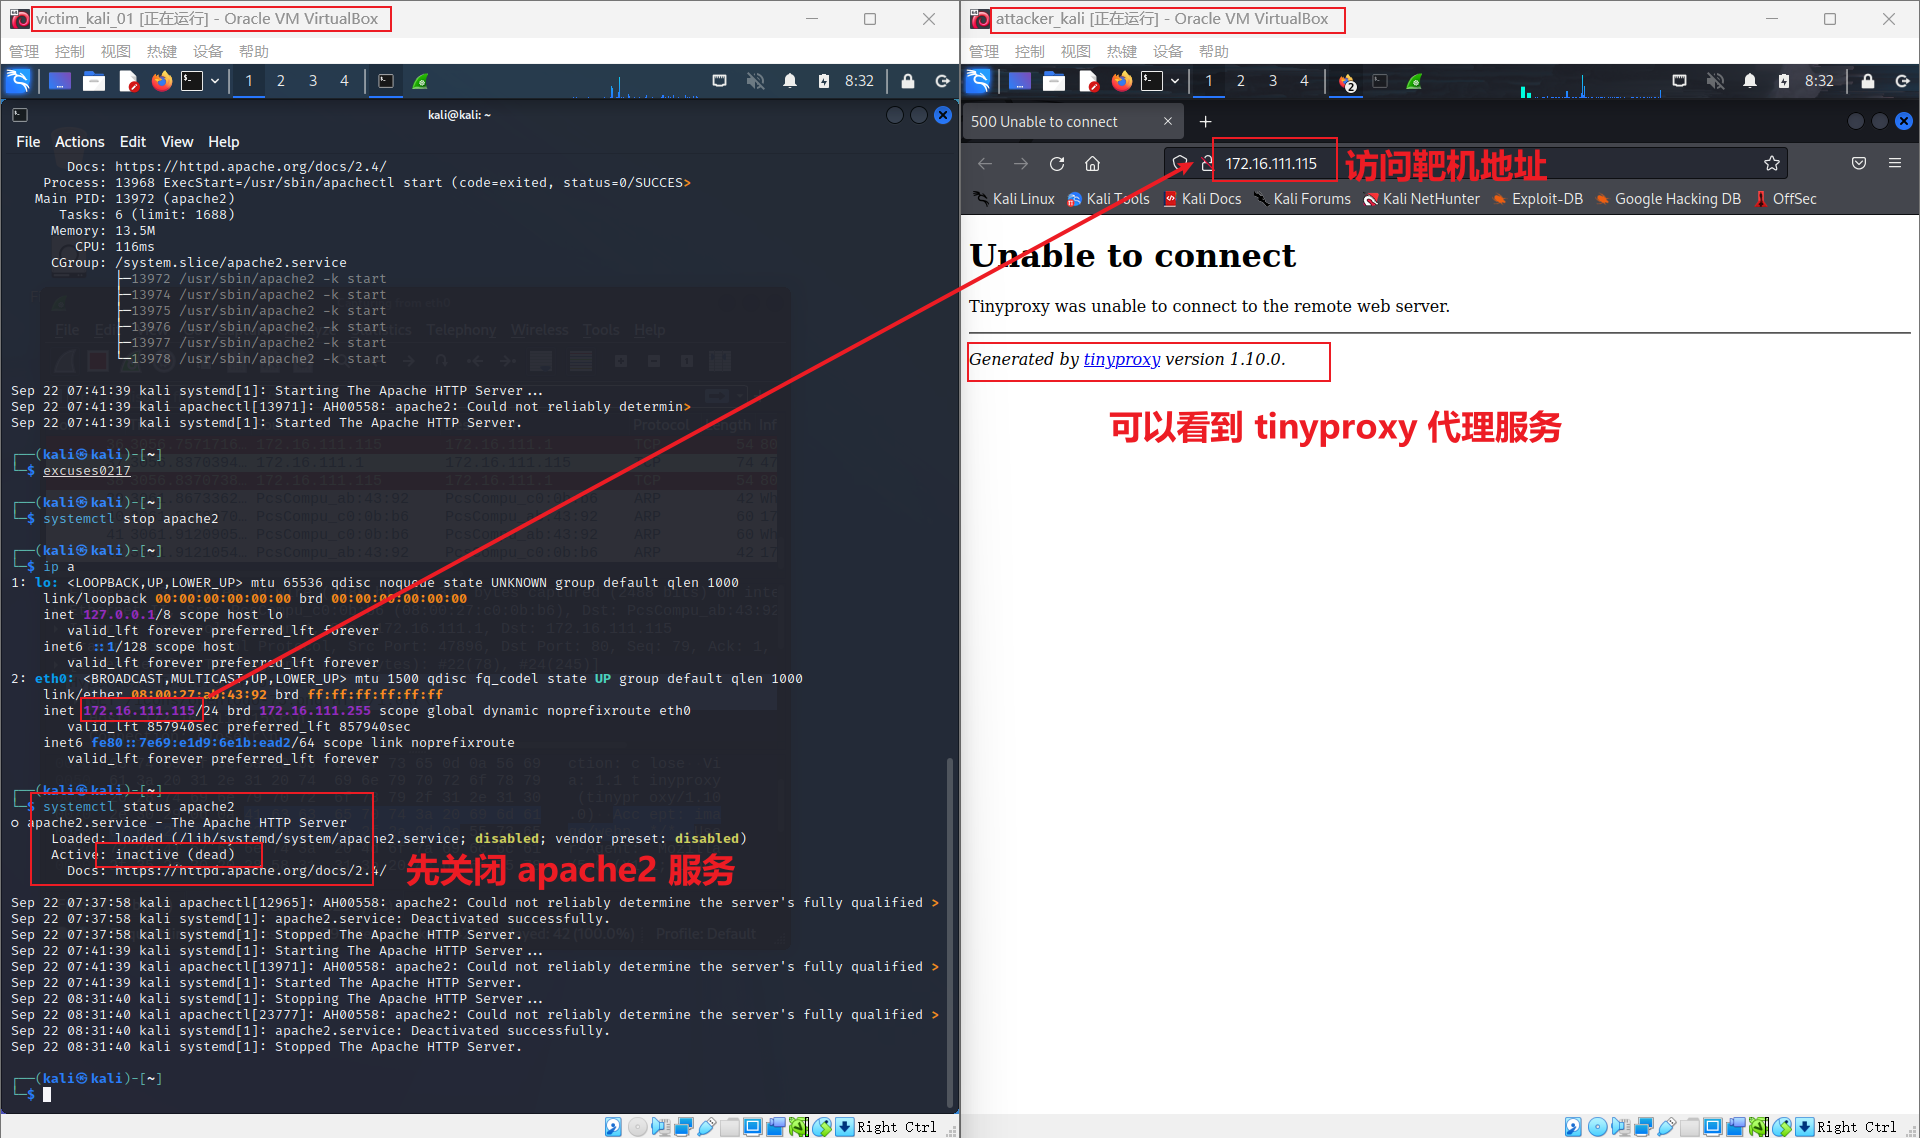 victim_kali_01 [正在运行] - Oracle VM VirtualBox
管理 控制 视图 热键 设备 帮助
1 2 3 4 8:32
kali@kali: ~
File Actions Edit View Help
Docs: https://httpd.apache.org/docs/2.4/
Process: 13968 ExecStart=/usr/sbin/apachectl start (code=exited, status=0/SUCCES>
Main PID: 13972 (apache2)
Tasks: 6 (limit: 1688)
Memory: 13.5M
CPU: 116ms
CGroup: /system.slice/apache2.service
├─13972 /usr/sbin/apache2 -k start
├─13974 /usr/sbin/apache2 -k start
├─13975 /usr/sbin/apache2 -k start
├─13976 /usr/sbin/apache2 -k start
├─13977 /usr/sbin/apache2 -k start
└─13978 /usr/sbin/apache2 -k start
Sep 22 07:41:39 kali systemd[1]: Starting The Apache HTTP Server...
Sep 22 07:41:39 kali apachectl[13971]: AH00558: apache2: Could not reliably determin>
Sep 22 07:41:39 kali systemd[1]: Started The Apache HTTP Server.
┌──(kali㉿kali)-[~]
└─$ excuses0217
┌──(kali㉿kali)-[~]
└─$ systemctl stop apache2
┌──(kali㉿kali)-[~]
└─$ ip a
1: lo: <LOOPBACK,UP,LOWER_UP> mtu 65536 qdisc noqueue state UNKNOWN group default qlen 1000
link/loopback 00:00:00:00:00:00 brd 00:00:00:00:00:00
inet 127.0.0.1/8 scope host lo
valid_lft forever preferred_lft forever
inet6 ::1/128 scope host
valid_lft forever preferred_lft forever
2: eth0: <BROADCAST,MULTICAST,UP,LOWER_UP> mtu 1500 qdisc fq_codel state UP group default qlen 1000
link/ether 08:00:27:ab:43:92 brd ff:ff:ff:ff:ff:ff
inet 172.16.111.115/24 brd 172.16.111.255 scope global dynamic noprefixroute eth0
valid_lft 857940sec preferred_lft 857940sec
inet6 fe80::7e69:e1d9:6e1b:ead2/64 scope link noprefixroute
valid_lft forever preferred_lft forever
┌──(kali㉿kali)-[~]
└─$ systemctl status apache2
○ apache2.service - The Apache HTTP Server
Loaded: loaded (/lib/systemd/system/apache2.service; disabled; vendor preset: disabled)
Active: inactive (dead)
Docs: https://httpd.apache.org/docs/2.4/
先关闭 apache2 服务
Sep 22 07:37:58 kali apachectl[12965]: AH00558: apache2: Could not reliably determine the server's fully qualified >
Sep 22 07:37:58 kali systemd[1]: apache2.service: Deactivated successfully.
Sep 22 07:37:58 kali systemd[1]: Stopped The Apache HTTP Server.
Sep 22 07:41:39 kali systemd[1]: Starting The Apache HTTP Server...
Sep 22 07:41:39 kali apachectl[13971]: AH00558: apache2: Could not reliably determine the server's fully qualified >
Sep 22 07:41:39 kali systemd[1]: Started The Apache HTTP Server.
Sep 22 08:31:40 kali systemd[1]: Stopping The Apache HTTP Server...
Sep 22 08:31:40 kali apachectl[23777]: AH00558: apache2: Could not reliably determine the server's fully qualified >
Sep 22 08:31:40 kali systemd[1]: apache2.service: Deactivated successfully.
Sep 22 08:31:40 kali systemd[1]: Stopped The Apache HTTP Server.
┌──(kali㉿kali)-[~]
└─$
Right Ctrl
attacker_kali [正在运行] - Oracle VM VirtualBox
管理 控制 视图 热键 设备 帮助
1 2 3 4 2 8:32
500 Unable to connect
172.16.111.115
访问靶机地址
Kali Linux Kali Tools Kali Docs Kali Forums Kali NetHunter Exploit-DB Google Hacking DB OffSec
Unable to connect
Tinyproxy was unable to connect to the remote web server.
Generated by tinyproxy version 1.10.0.
可以看到 tinyproxy 代理服务
Right Ctrl